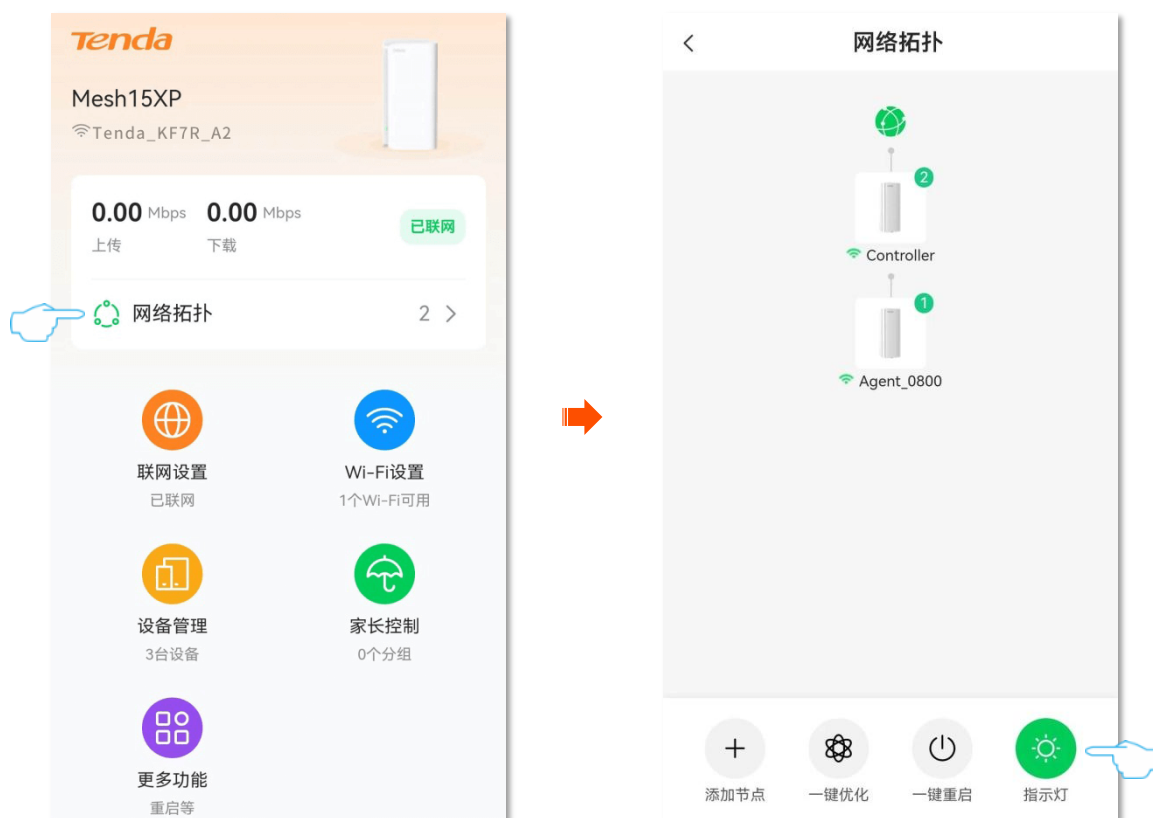 Tenda
Mesh15XP
Tenda_KF7R_A2
0.00 Mbps 0.00 Mbps
上传 下载
已联网
网络拓扑 2
联网设置 Wi-Fi设置
已联网 1个Wi-Fi可用
设备管理 家长控制
3台设备 0个分组
更多功能
重启等
网络拓扑
2
Controller
1
Agent_0800
添加节点 一键优化 一键重启 指示灯